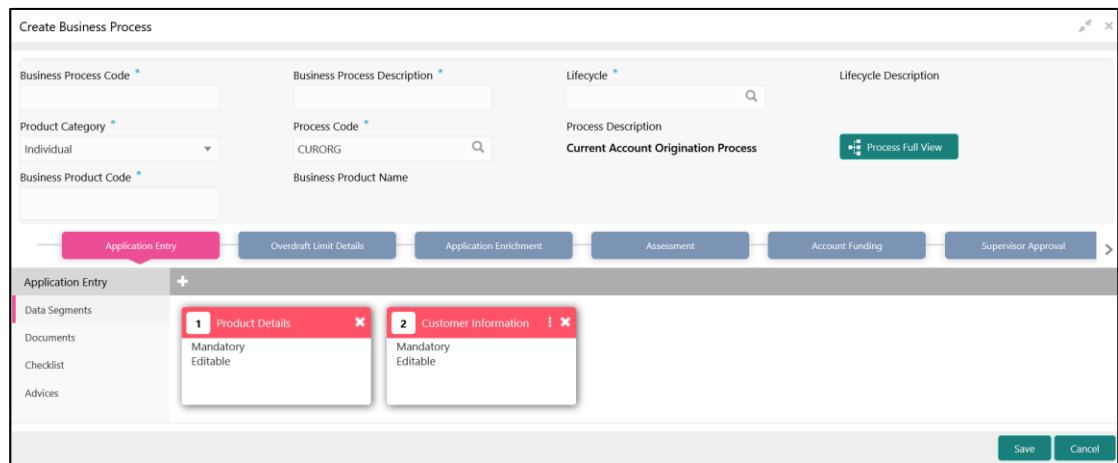 Create Business Process
Business Process Code *
Business Process Description *
Lifecycle *
Lifecycle Description
Product Category *
Process Code *
Process Description
Individual
CURORG
Current Account Origination Process
Process Full View
Business Product Code *
Business Product Name
Application Entry
Overdraft Limit Details
Application Enrichment
Assessment
Account Funding
Supervisor Approval
Application Entry
Data Segments
Documents
Checklist
Advices
1 Product Details
Mandatory
Editable
2 Customer Information
Mandatory
Editable
Save
Cancel